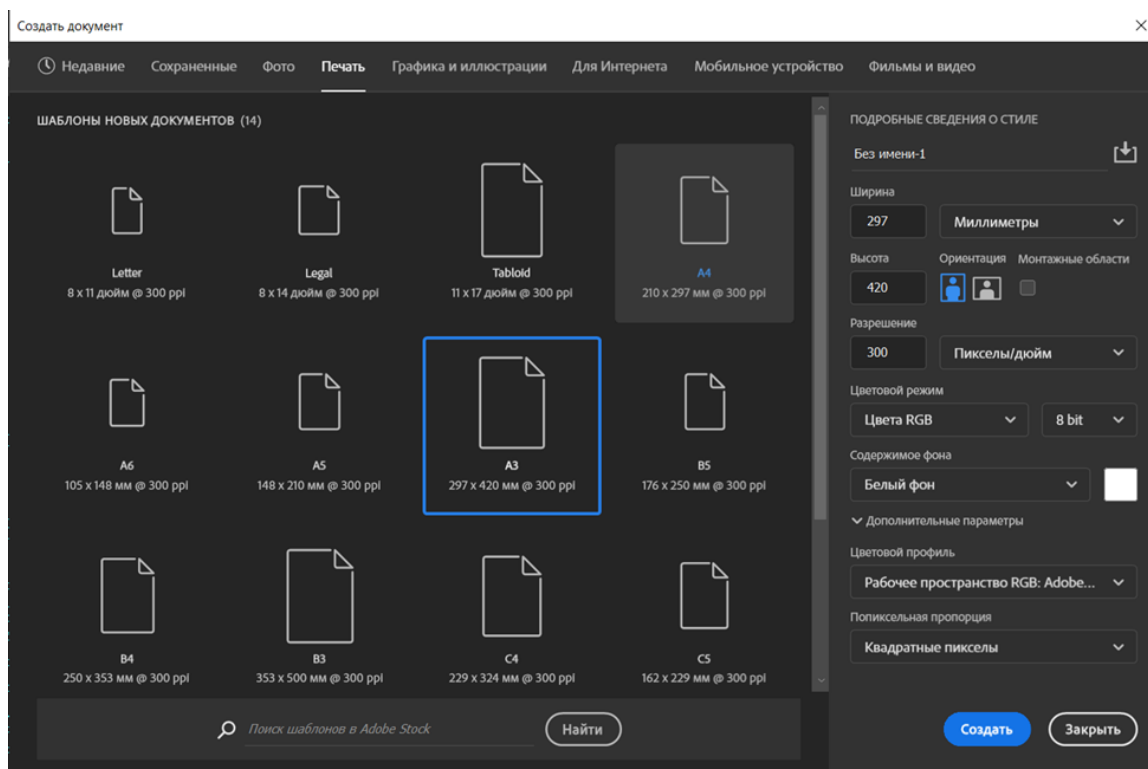 Создать документ
Недавние Сохраненные Фото Печать Графика и иллюстрации Для Интернета Мобильное устройство Фильмы и видео
ШАБЛОНЫ НОВЫХ ДОКУМЕНТОВ (14)
Letter
8 x 11 дюйм @ 300 ppi
Legal
8 x 14 дюйм @ 300 ppi
Tabloid
11 x 17 дюйм @ 300 ppi
A4
210 x 297 мм @ 300 ppi
A6
105 x 148 мм @ 300 ppi
A5
148 x 210 мм @ 300 ppi
A3
297 x 420 мм @ 300 ppi
B5
176 x 250 мм @ 300 ppi
B4
250 x 353 мм @ 300 ppi
B3
353 x 500 мм @ 300 ppi
C4
229 x 324 мм @ 300 ppi
C5
162 x 229 мм @ 300 ppi
Поиск шаблонов в Adobe Stock
Найти
ПОДРОБНЫЕ СВЕДЕНИЯ О СТИЛЕ
Без имени-1
Ширина
297 Миллиметры
Высота Ориентация Монтажные области
420
Разрешение
300 Пикселы/дюйм
Цветовой режим
Цвета RGB 8 bit
Содержимое фона
Белый фон
Дополнительные параметры
Цветовой профиль
Рабочее пространство RGB: Adobe...
Попиксельная пропорция
Квадратные пикселы
Создать Закрыть